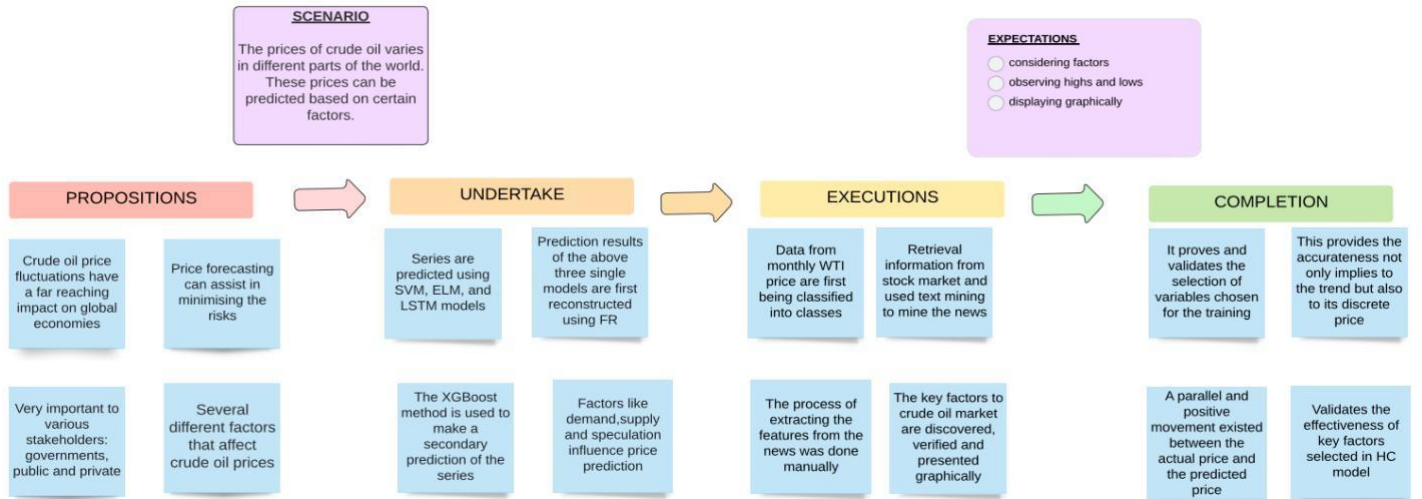 SCENARIO
The prices of crude oil varies
in different parts of the world.
These prices can be
predicted based on certain
factors.
EXPECTATIONS
considering factors
observing highs and lows
displaying graphically
PROPOSITIONS
UNDERTAKE
EXECUTIONS
COMPLETION
Crude oil price
fluctuations have
a far reaching
impact on global
economies
Price forecasting
can assist in
minimising the
risks
Series are
predicted using
SVM, ELM, and
LSTM models
Prediction results
of the above
three single
models are first
reconstructed
using FR
Data from
monthly WTI
price are first
being classified
into classes
Retrieval
information from
stock market and
used text mining
to mine the news
It proves and
validates the
selection of
variables chosen
for the training
This provides the
accurateness not
only implies to
the trend but also
to its discrete
price
Very important to
various
stakeholders:
governments,
public and private
Several
different factors
that affect
crude oil prices
The XGBoost
method is used to
make a
secondary
prediction of the
series
Factors like
demand,supply
and speculation
influence price
prediction
The process of
extracting the
features from the
news was done
manually
The key factors to
crude oil market
are discovered,
verified and
presented
graphically
A parallel and
positive
movement existed
between the
actual price and
the predicted
price
Validates the
effectiveness of
key factors
selected in HC
model